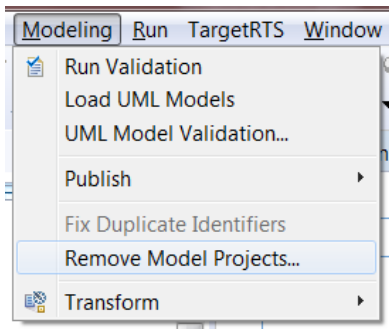 Modeling Run TargetRTS Window
Run Validation
Load UML Models
UML Model Validation...
Publish
Fix Duplicate Identifiers
Remove Model Projects...
Transform